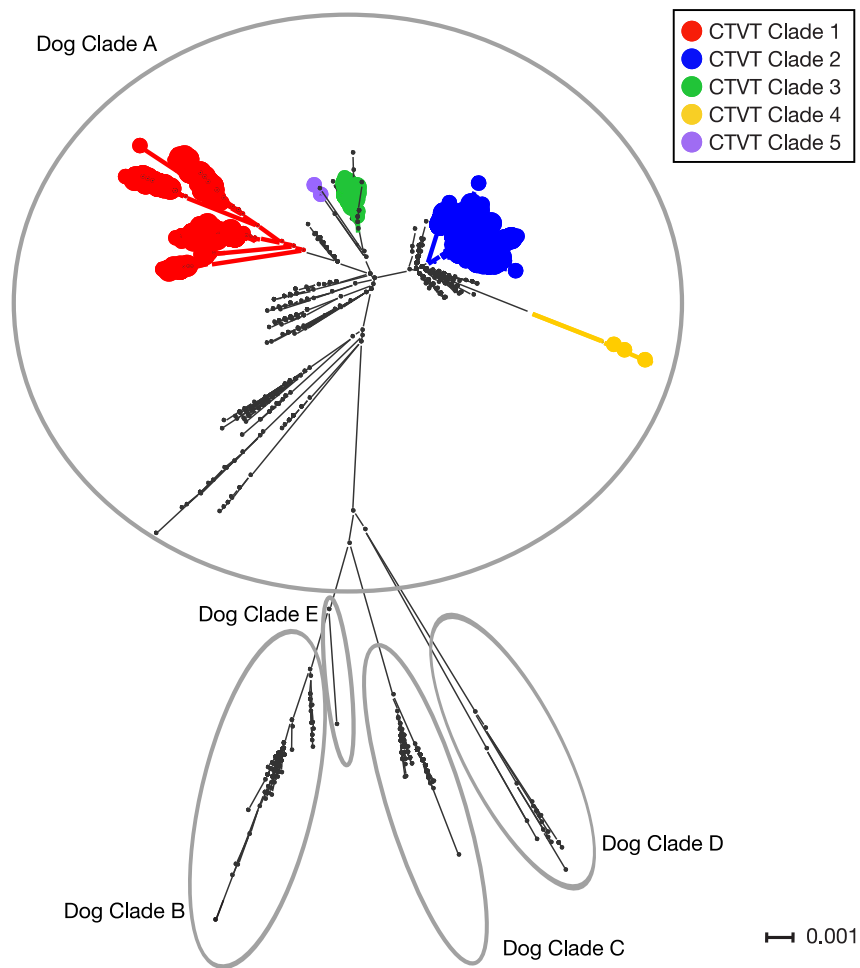 Dog Clade A
CTVT Clade 1
CTVT Clade 2
CTVT Clade 3
CTVT Clade 4
CTVT Clade 5
Dog Clade E
Dog Clade D
Dog Clade B
Dog Clade C
0.001